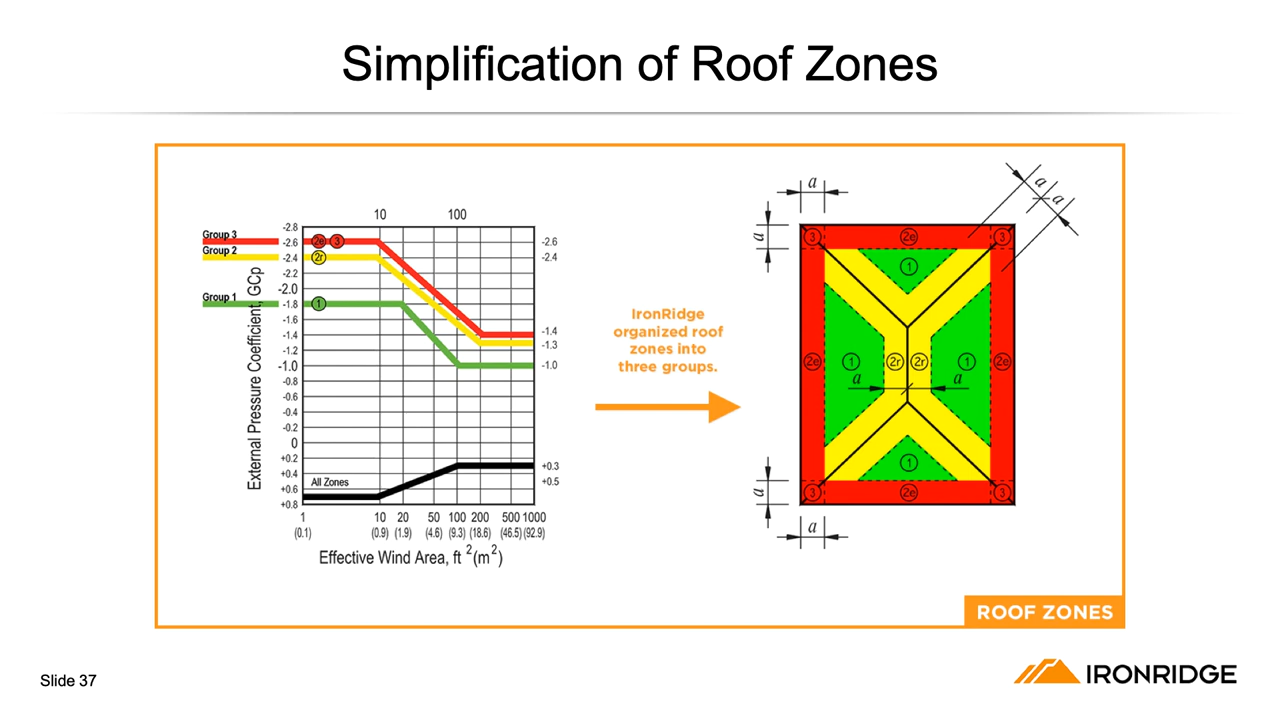 Simplification of Roof Zones
10 100
Group 3
Group 2
Group 1
2e 3
2r
1
-2.8
-2.6
-2.4
-2.2
-2.0
-1.8
-1.6
-1.4
-1.2
-1.0
-0.8
-0.6
-0.4
-0.2
0
+0.2
+0.4
+0.6
+0.8
External Pressure Coefficient, GCp
All Zones
-2.6
-2.4
-1.4
-1.3
-1.0
+0.3
+0.5
1 10 20 50 100 200 500 1000
(0.1) (0.9) (1.9) (4.6) (9.3) (18.6) (46.5) (92.9)
Effective Wind Area, ft 2(m2)
IronRidge
organized roof
zones into
three groups.
a a a
a
3 2e 3
1
2e 1 2r 2r 1 2e
a a
1
a
3 2e 3
a
ROOF ZONES
Slide 37
IRONRIDGE